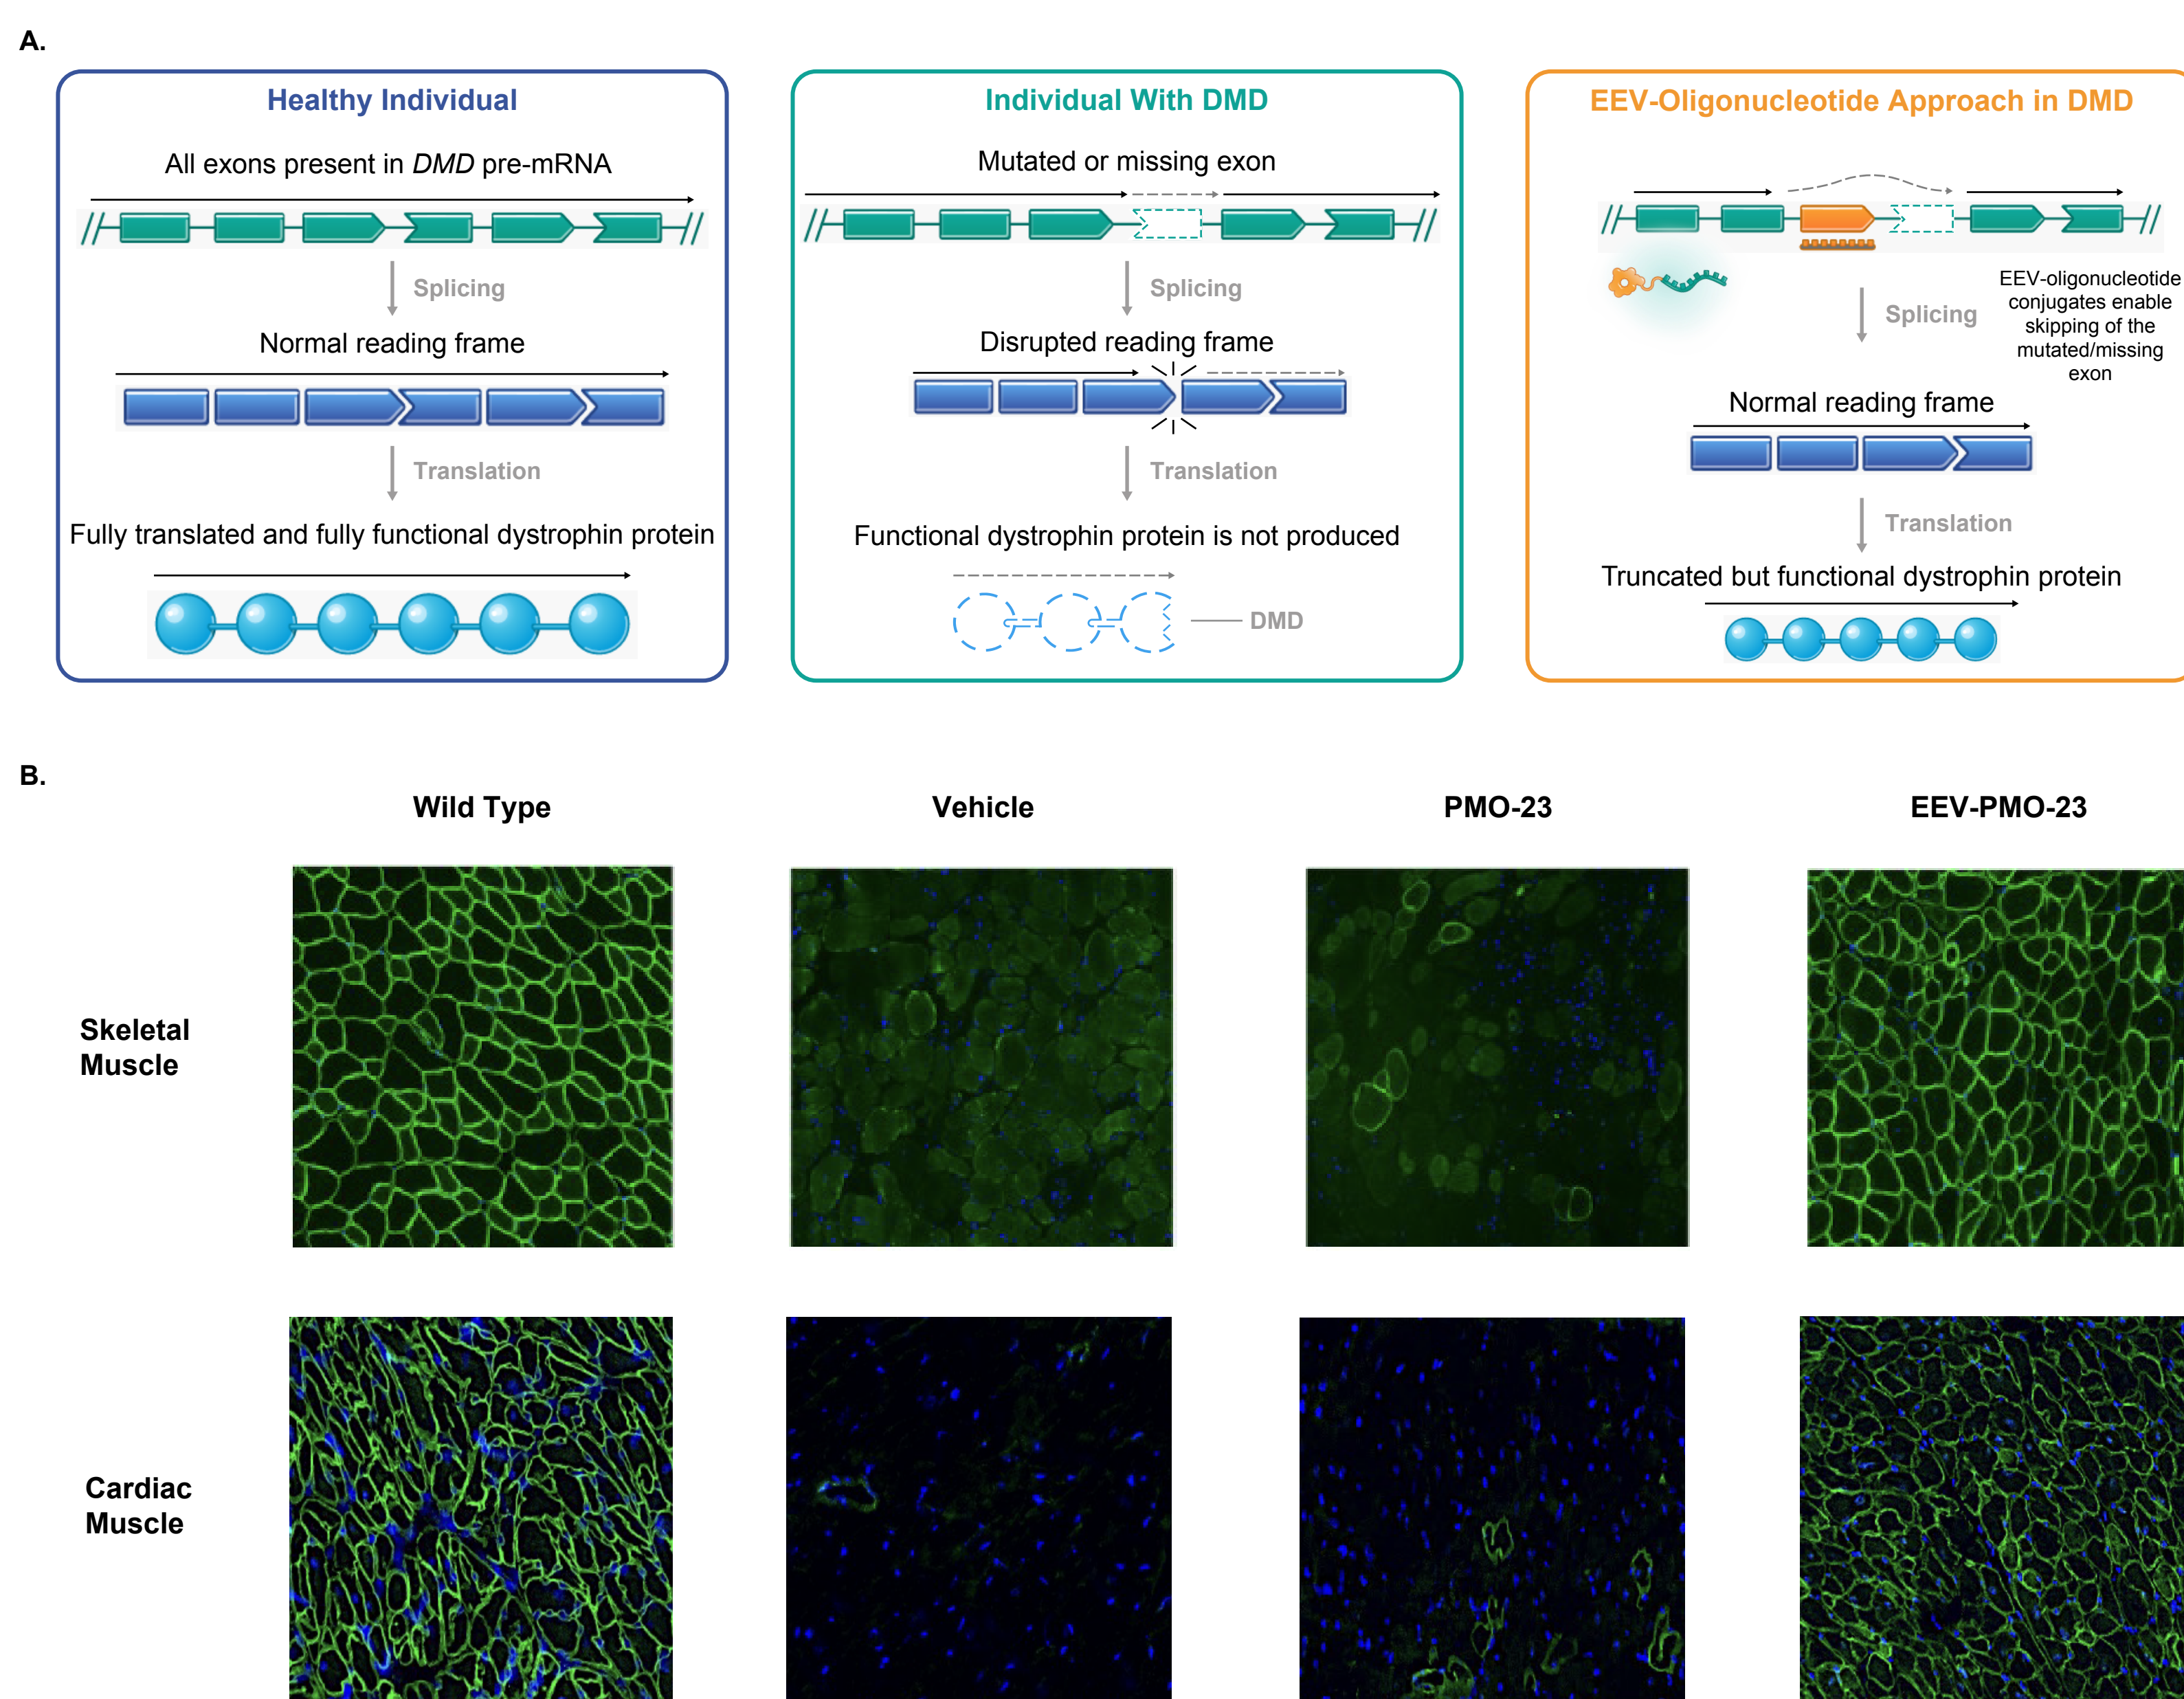 A.
Healthy Individual
All exons present in DMD pre-mRNA
Splicing
Normal reading frame
Translation
Fully translated and fully functional dystrophin protein
Individual With DMD
Mutated or missing exon
Splicing
Disrupted reading frame
Translation
Functional dystrophin protein is not produced
DMD
EEV-Oligonucleotide Approach in DMD
EEV-oligonucleotide
conjugates enable
skipping of the
mutated/missing
exon
Splicing
Normal reading frame
Translation
Truncated but functional dystrophin protein
B.
Wild Type
Vehicle
PMO-23
EEV-PMO-23
Skeletal
Muscle
Cardiac
Muscle